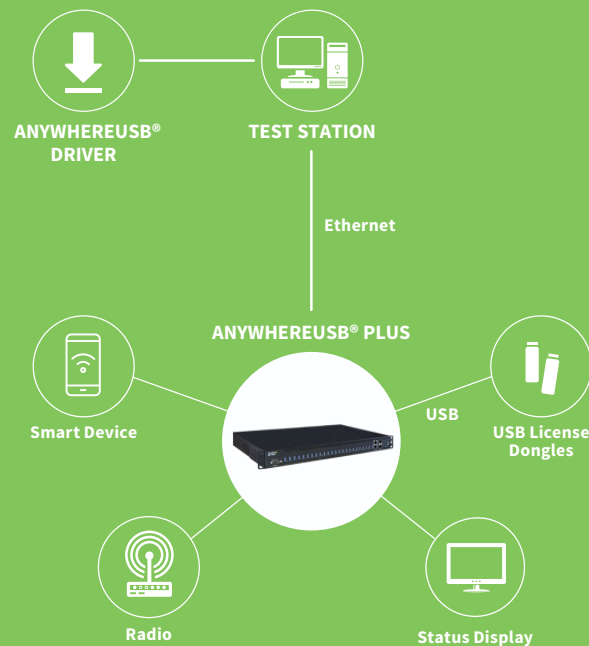 ANYWHEREUSB®
DRIVER
TEST STATION
Ethernet
ANYWHEREUSB® PLUS
Smart Device
USB
USB License
Dongles
Radio
Status Display